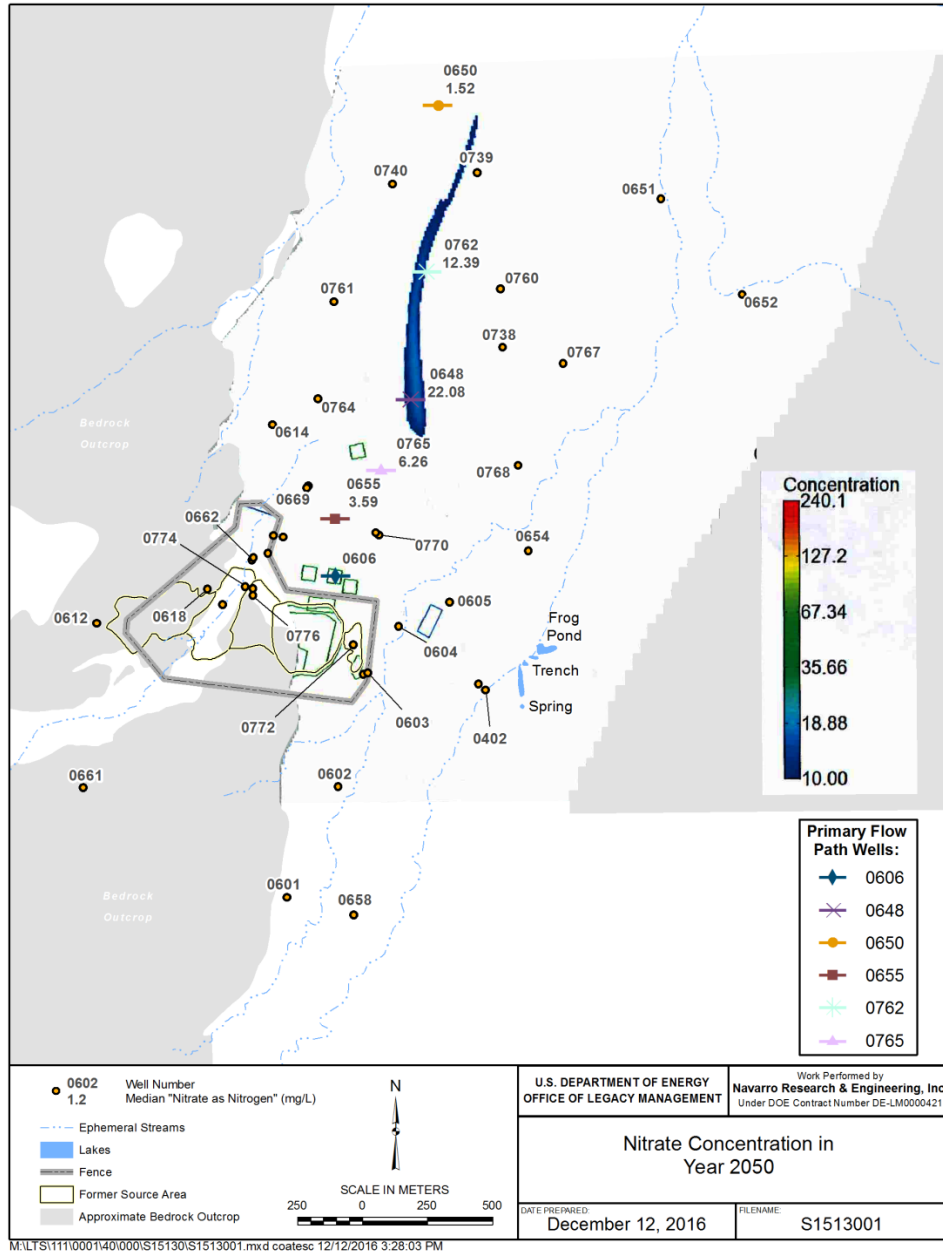 0650
1.52
0739
0740
0651
0762
12.39
0760
0652
0761
0738
0767
0648
22.08
0764
0614
Bedrock
Outcrop
0765
6.26
0768
0655
3.59
0669
0662
0770
0654
0774
0606
0612
0618
0605
0776
0604
Frog
Pond
Trench
Spring
0772
0603
0402
0661
0602
Bedrock
Outcrop
0601
0658
Concentration
240.1
127.2
67.34
35.66
18.88
10.00
Primary Flow
Path Wells:
0606
0648
0650
0655
0762
0765
0602 Well Number
1.2 Median "Nitrate as Nitrogen" (mg/L)
Ephemeral Streams
Lakes
Fence
Former Source Area
Approximate Bedrock Outcrop
N
SCALE IN METERS
250 0 250 500
U.S. DEPARTMENT OF ENERGY
OFFICE OF LEGACY MANAGEMENT
Work Performed by
Navarro Research & Engineering, Inc
Under DOE Contract Number DE-LM0000421
Nitrate Concentration in
Year 2050
DATE PREPARED:
December 12, 2016
FILENAME:
S1513001
M:\LTS\111\0001\40\000\S15130\S1513001.mxd coatesc 12/12/2016 3:28:03 PM